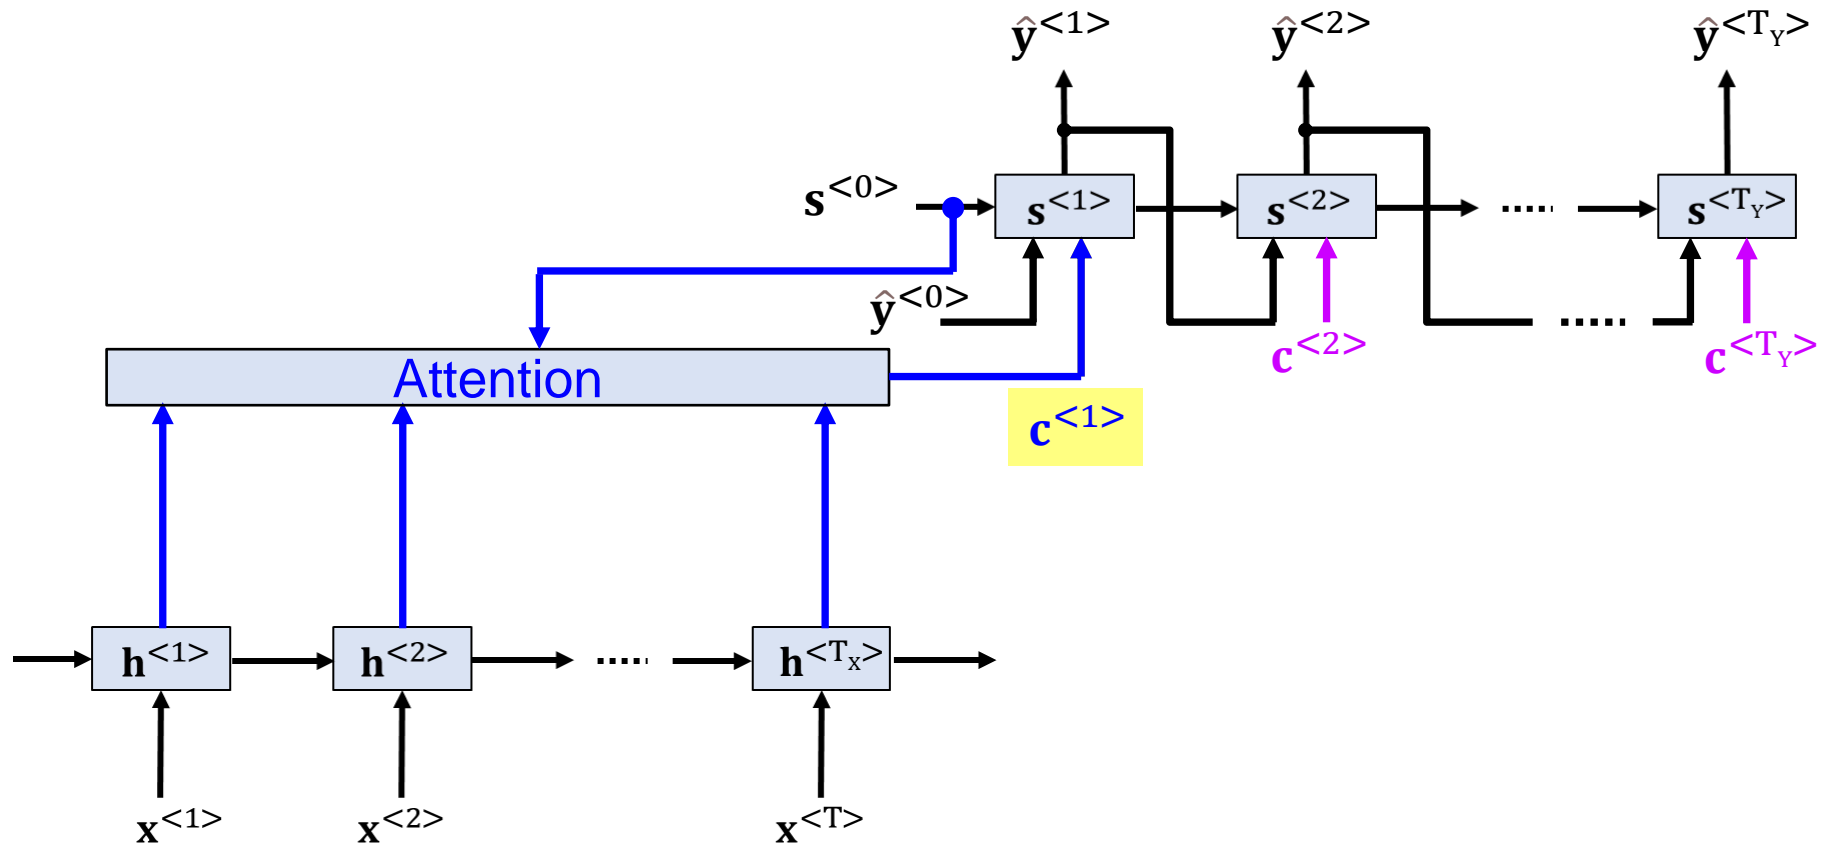 ŷ<1> ŷ<2> ŷ<T_Y>
s<0> s<1> s<2> ...... s<T_Y>
ŷ<0> ......
c<2> c<T_Y>
Attention
c<1>
h<1> h<2> ...... h<T_X>
x<1> x<2> x<T>